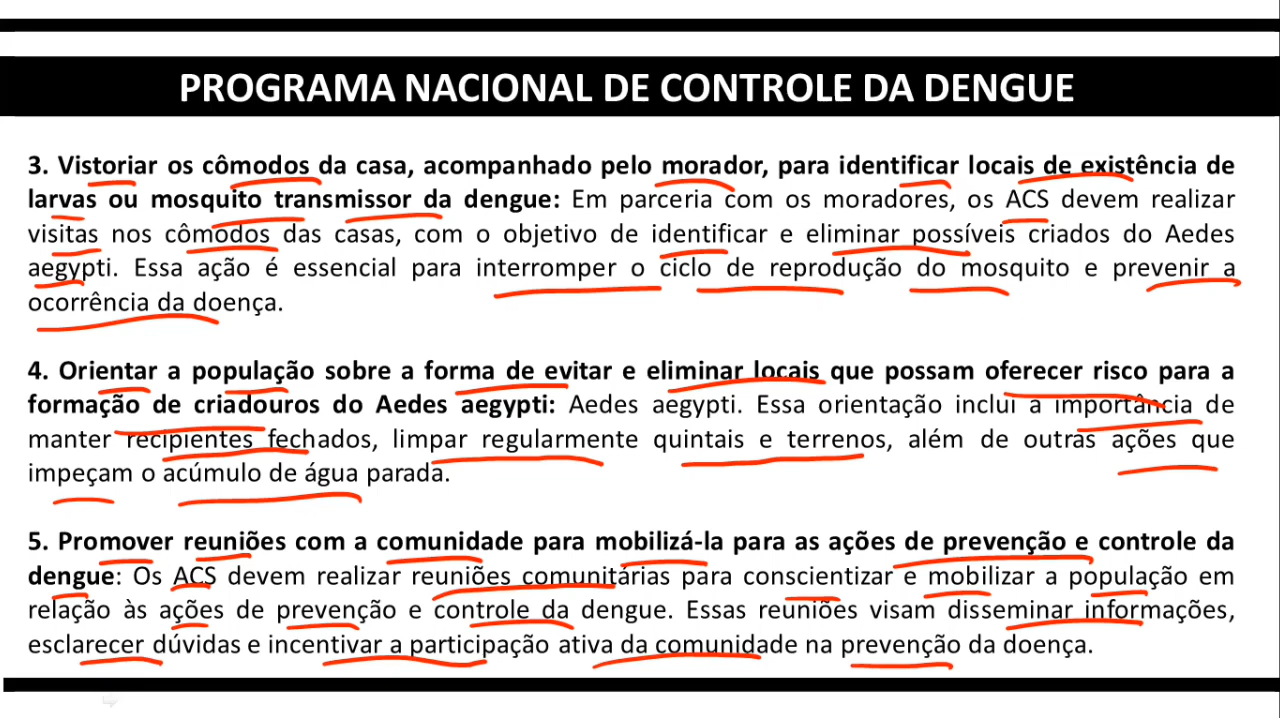 PROGRAMA NACIONAL DE CONTROLE DA DENGUE
3. Vistoriar os cômodos da casa, acompanhado pelo morador, para identificar locais de existência de
larvas ou mosquito transmissor da dengue: Em parceria com os moradores, os ACS devem realizar
visitas nos cômodos das casas, com o objetivo de identificar e eliminar possíveis criados do Aedes
aegypti. Essa ação é essencial para interromper o ciclo de reprodução do mosquito e prevenir a
ocorrência da doença.
4. Orientar a população sobre a forma de evitar e eliminar locais que possam oferecer risco para a
formação de criadouros do Aedes aegypti: Aedes aegypti. Essa orientação inclui a importância de
manter recipientes fechados, limpar regularmente quintais e terrenos, além de outras ações que
impeçam o acúmulo de água parada.
5. Promover reuniões com a comunidade para mobilizá-la para as ações de prevenção e controle da
dengue: Os ACS devem realizar reuniões comunitárias para conscientizar e mobilizar a população em
relação às ações de prevenção e controle da dengue. Essas reuniões visam disseminar informações,
esclarecer dúvidas e incentivar a participação ativa da comunidade na prevenção da doença.